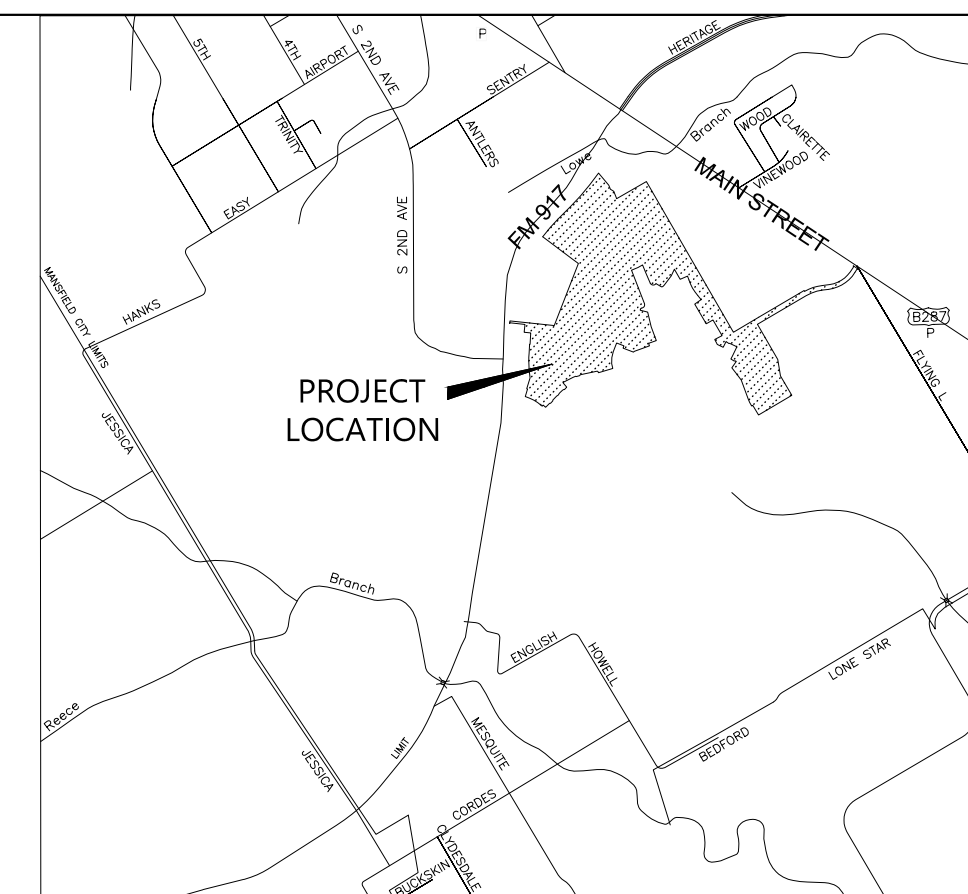 5TH
4TH
S 2ND AVE
P
HERITAGE
AIRPORT
SENTRY
TRINITY
ANTLERS
Branch
WOOD
CLAIRETTE
VINEWOOD
Lowe
MAIN STREET
FM 917
EASY
S 2ND AVE
MANSFIELD CITY LIMITS
HANKS
B287
P
FLYING L
PROJECT
LOCATION
JESSICA
Branch
ENGLISH
HOWELL
LONE STAR
Reece
MESQUITE
LIMIT
BEDFORD
JESSICA
CORDES
CLYDESDALE
BUCKSKIN